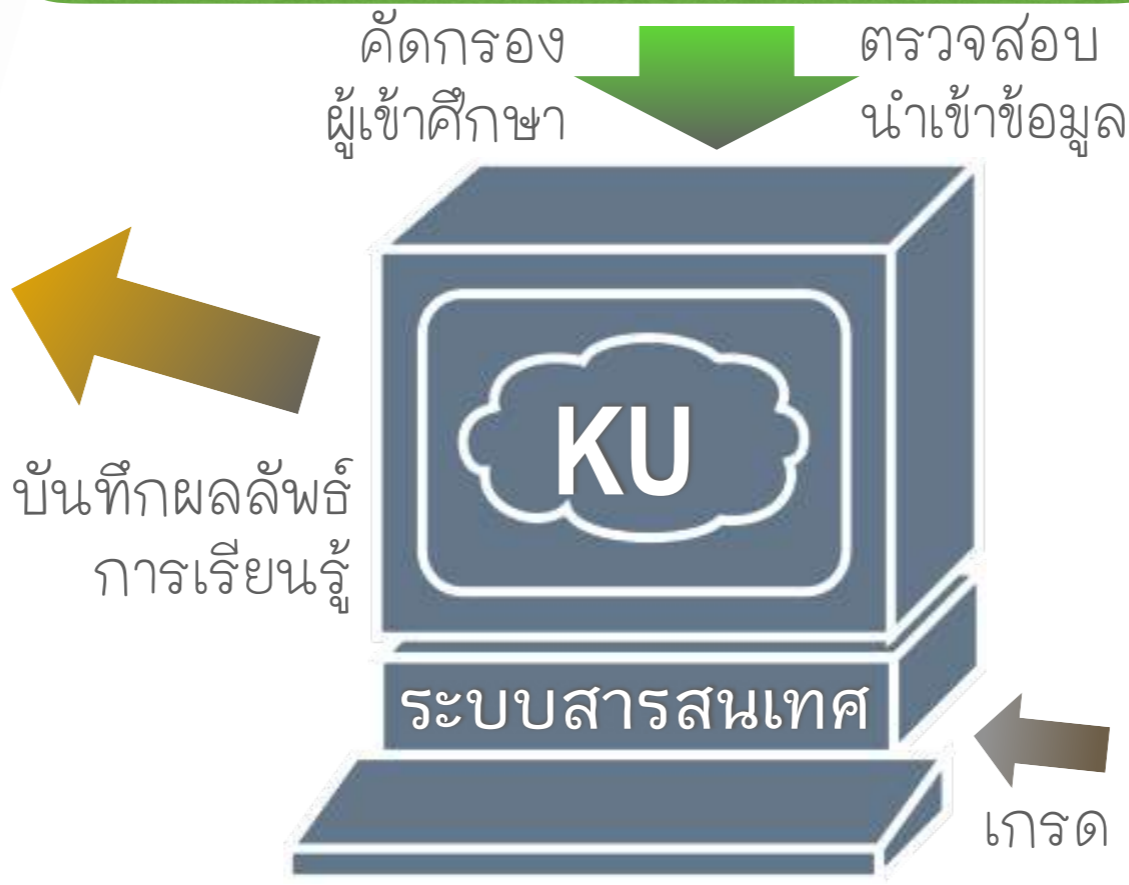 คัดกรอง
ผู้เข้าศึกษา
ตรวจสอบ
นำเข้าข้อมูล
KU
บันทึกผลลัพธ์
การเรียนรู้
ระบบสารสนเทศ
เกรด